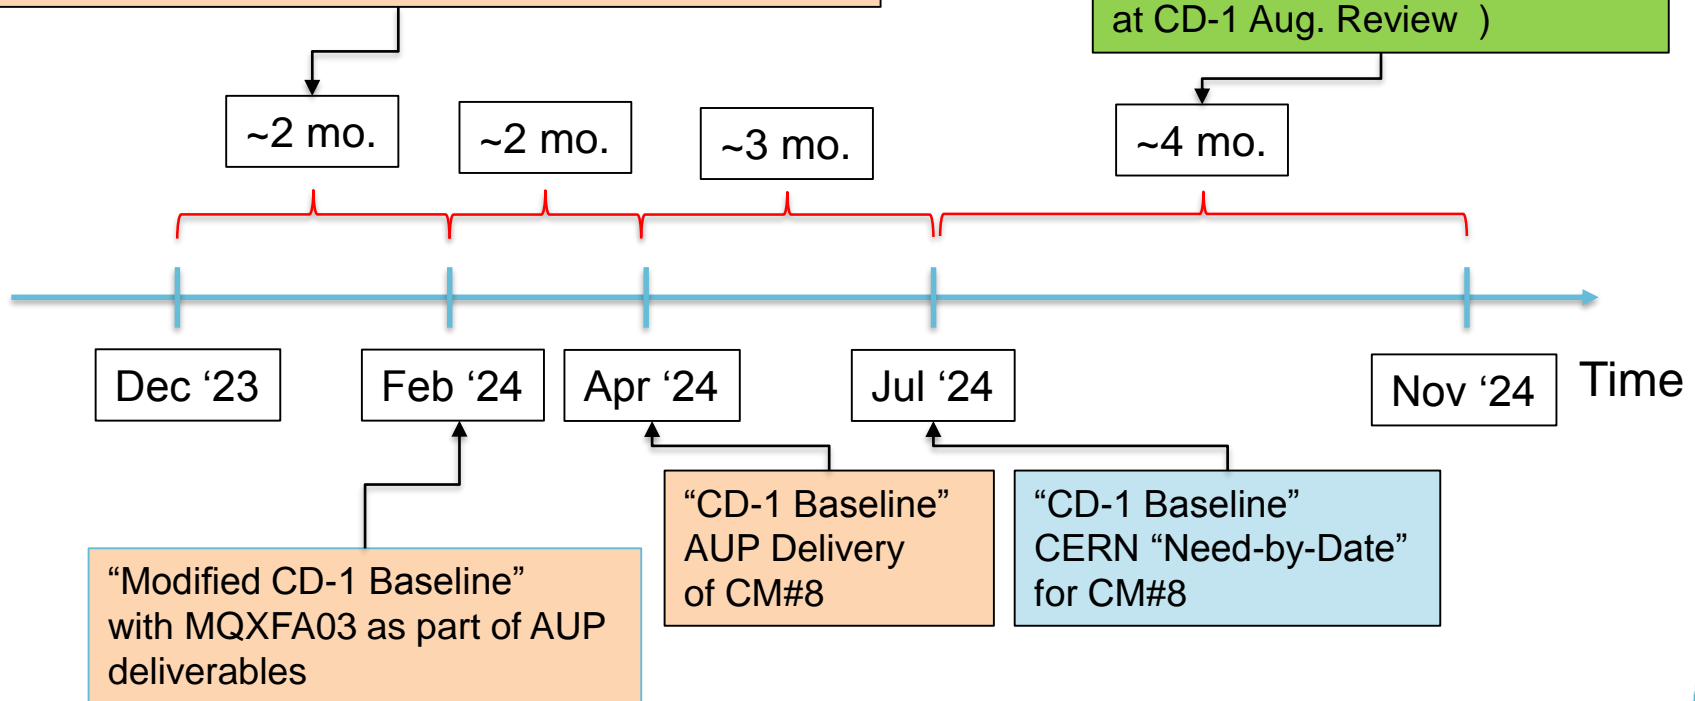 at CD-1 Aug. Review )
~2 mo.
~2 mo.
~3 mo.
~4 mo.
Dec ‘23
Feb ‘24
Apr ‘24
Jul ‘24
Nov ‘24
Time
“CD-1 Baseline”
AUP Delivery
of CM#8
“CD-1 Baseline”
CERN “Need-by-Date”
for CM#8
“Modified CD-1 Baseline”
with MQXFA03 as part of AUP
deliverables